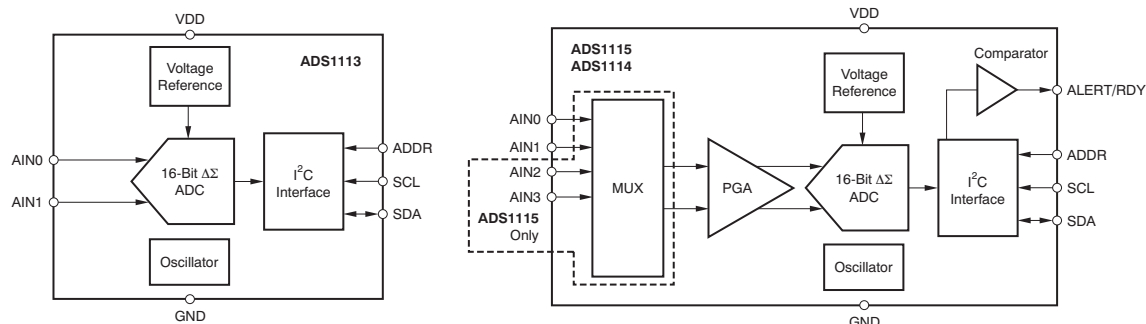 VDD
ADS1113
Voltage
Reference
AIN0
AIN1
16-Bit ΔΣ
ADC
I²C
Interface
ADDR
SCL
SDA
Oscillator
GND
VDD
ADS1115
ADS1114
Comparator
Voltage
Reference
ALERT/RDY
AIN0
AIN1
AIN2
AIN3
ADS1115
Only
MUX
PGA
16-Bit ΔΣ
ADC
I²C
Interface
ADDR
SCL
SDA
Oscillator
GND